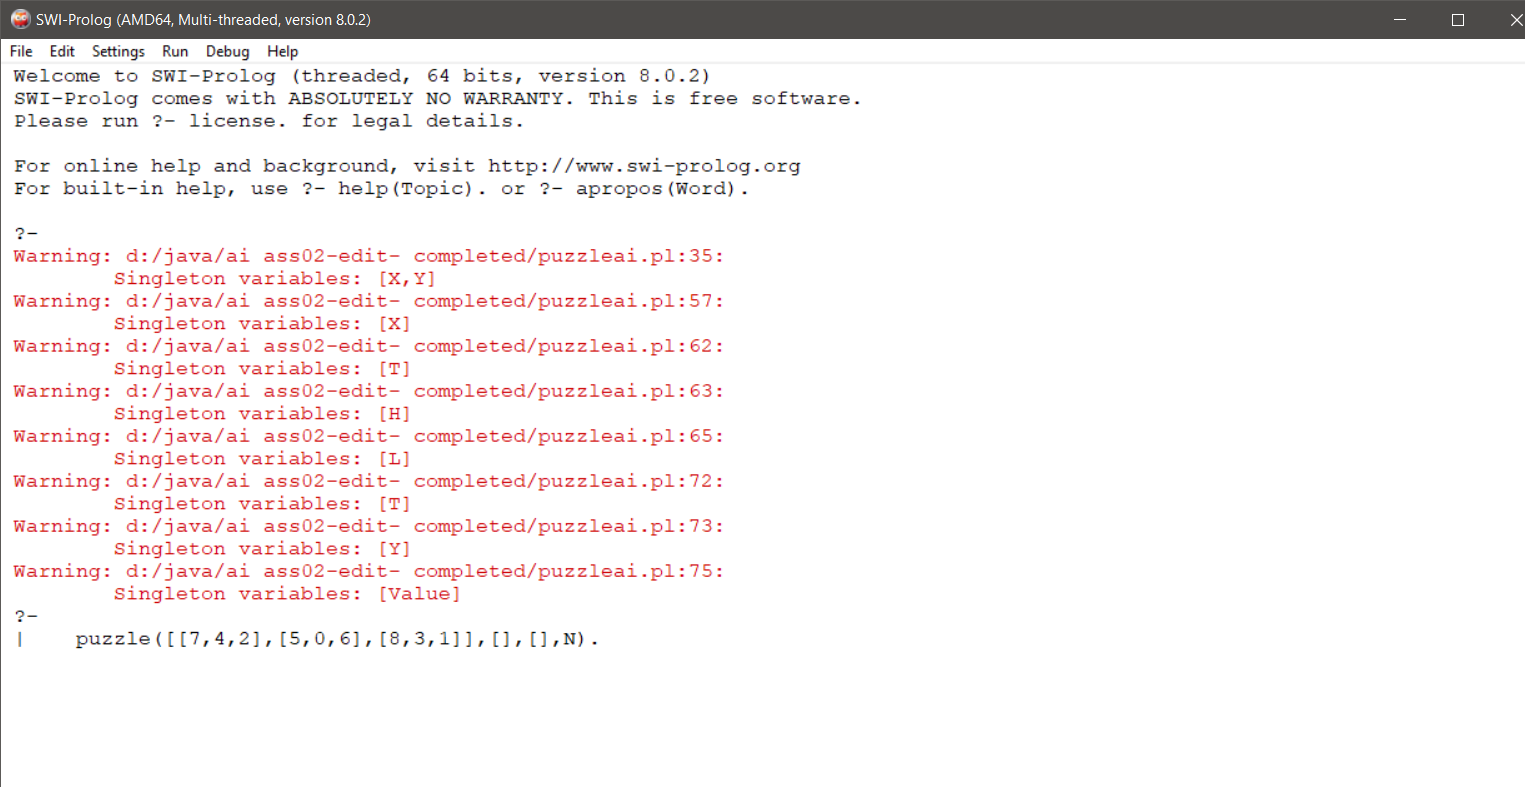 SWI-Prolog (AMD64, Multi-threaded, version 8.0.2)
File Edit Settings Run Debug Help
Welcome to SWI-Prolog (threaded, 64 bits, version 8.0.2)
SWI-Prolog comes with ABSOLUTELY NO WARRANTY. This is free software.
Please run ?- license. for legal details.
For online help and background, visit http://www.swi-prolog.org
For built-in help, use ?- help(Topic). or ?- apropos(Word).
?-
Warning: d:/java/ai ass02-edit- completed/puzzleai.pl:35:
Singleton variables: [X,Y]
Warning: d:/java/ai ass02-edit- completed/puzzleai.pl:57:
Singleton variables: [X]
Warning: d:/java/ai ass02-edit- completed/puzzleai.pl:62:
Singleton variables: [T]
Warning: d:/java/ai ass02-edit- completed/puzzleai.pl:63:
Singleton variables: [H]
Warning: d:/java/ai ass02-edit- completed/puzzleai.pl:65:
Singleton variables: [L]
Warning: d:/java/ai ass02-edit- completed/puzzleai.pl:72:
Singleton variables: [T]
Warning: d:/java/ai ass02-edit- completed/puzzleai.pl:73:
Singleton variables: [Y]
Warning: d:/java/ai ass02-edit- completed/puzzleai.pl:75:
Singleton variables: [Value]
?-
| puzzle([[7,4,2],[5,0,6],[8,3,1]],[],[],N).